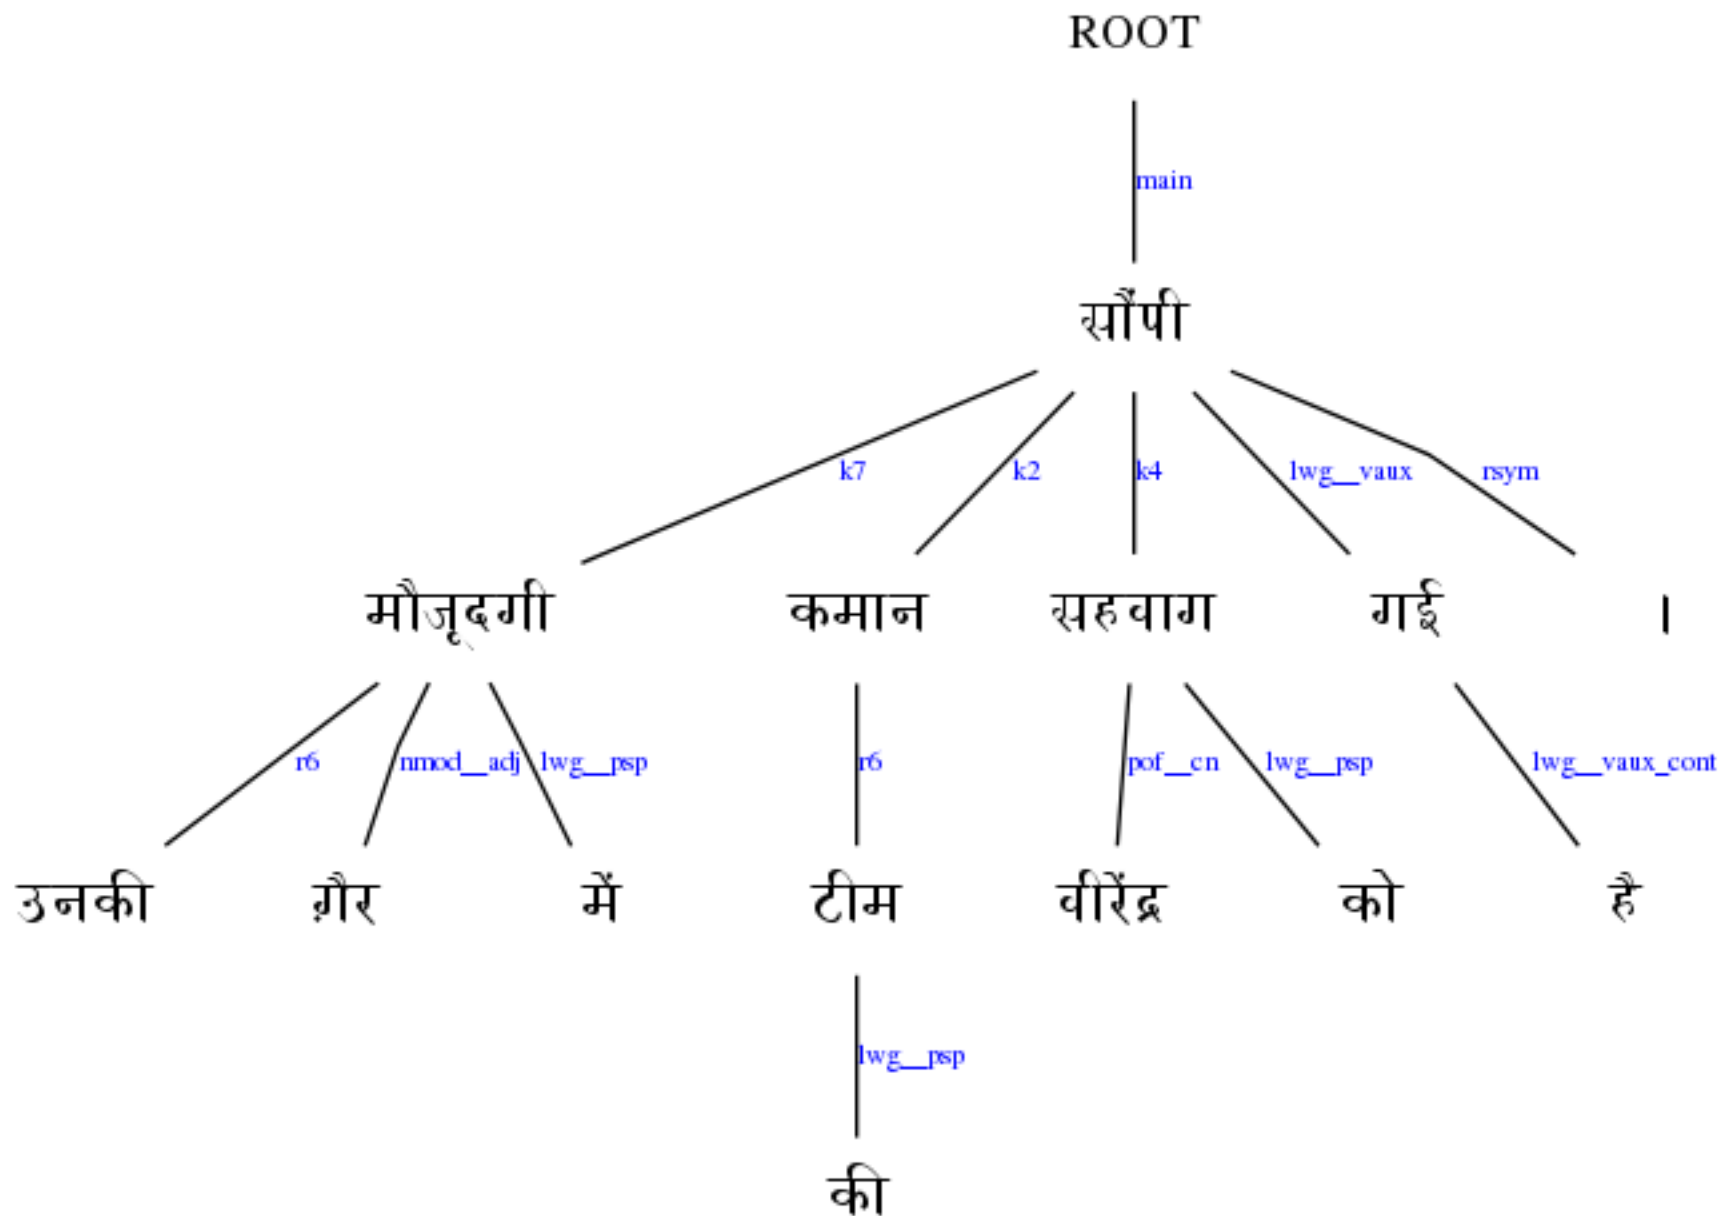 ROOT
main
सौंपी
k7 k2 k4 lwg__vaux rsym
मौजूदगी कमान सहवाग गई ।
r6 nmod__adj lwg__psp r6 pof__cn lwg__psp lwg__vaux_cont
उनकी ग़ैर में टीम वीरेंद्र को है
lwg__psp
की